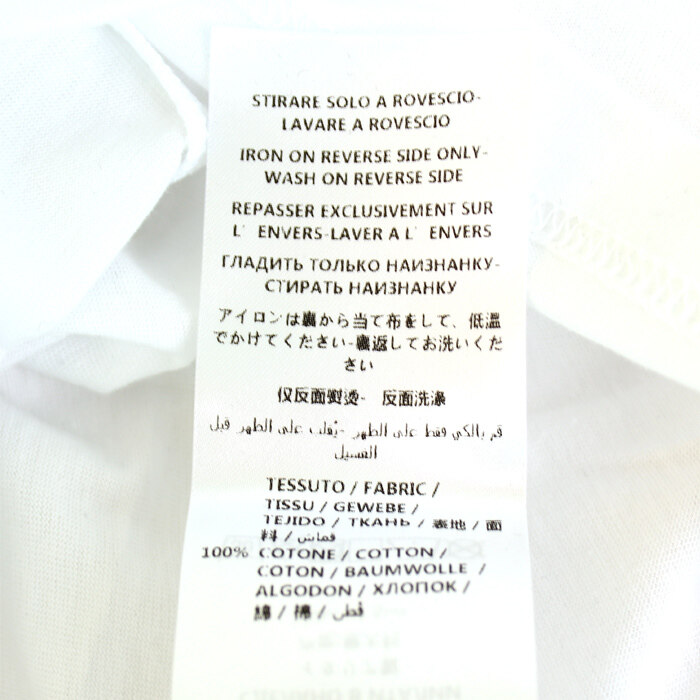 STIRARE SOLO A ROVESCIO-
LAVARE A ROVESCIO
IRON ON REVERSE SIDE ONLY-
WASH ON REVERSE SIDE
REPASSER EXCLUSIVEMENT SUR
L' ENVERS-LAVER A L' ENVERS
ГЛАДИТЬ ТОЛЬКО НАИЗНАНКУ-
СТИРАТЬ НАИЗНАНКУ
アイロンは裏から当て布をして、低温
でかけてください-裏返してお洗いくだ
さい
仅反面熨烫- 反面洗涤
قم بالكي فقط على الظهر -يُقلب على الظهر قبل
الغسيل
TESSUTO / FABRIC /
TISSU / GEWEBE /
TEJIDO / ТКАНЬ / 表地 / 面
料 / قماش /
100% COTONE / COTTON /
COTON / BAUMWOLLE /
ALGODON / ХЛОПОК /
綿 / 棉 / قطن /